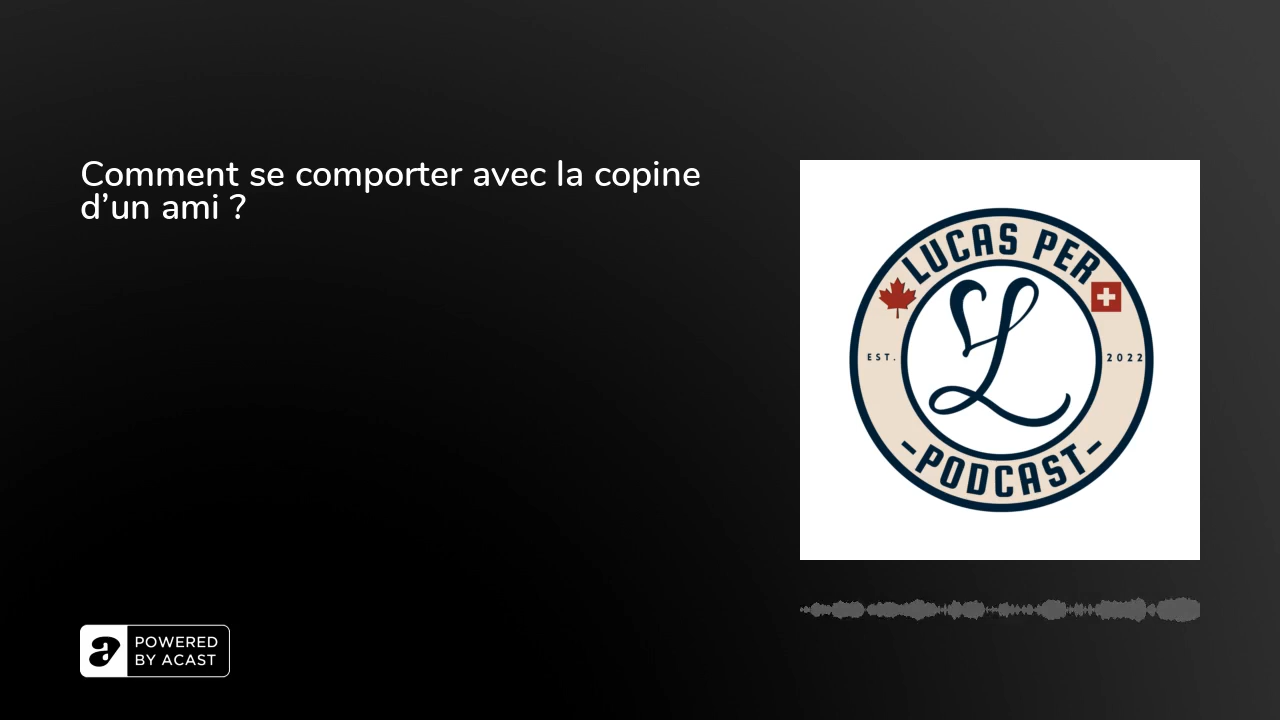 Comment se comporter avec la copine
d’un ami ?
LUCAS PER
L
EST.
2022
-PODCAST-
a
POWERED
BY ACAST